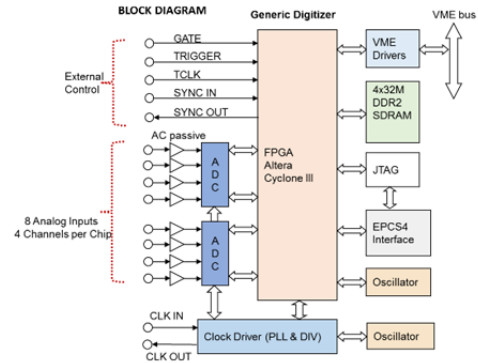 BLOCK DIAGRAM
Generic Digitizer
VME bus
GATE
TRIGGER
TCLK
SYNC IN
SYNC OUT
External
Control
VME
Drivers
4x32M
DDR2
SDRAM
AC passive
FPGA
Altera
Cyclone III
ADC
JTAG
8 Analog Inputs
4 Channels per Chip
ADC
EPCS4
Interface
Oscillator
CLK IN
Clock Driver (PLL & DIV)
Oscillator
CLK OUT